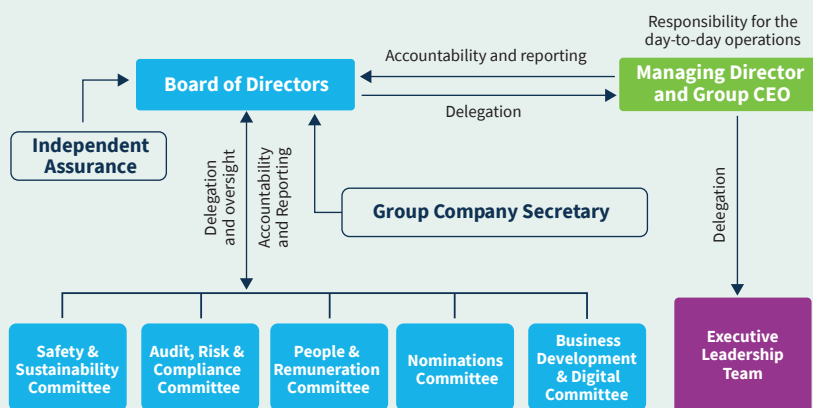 Responsibility for the
day-to-day operations
Accountability and reporting
Board of Directors
Managing Director
and Group CEO
Delegation
Independent
Assurance
Delegation
and oversight
Accountability
and Reporting
Group Company Secretary
Delegation
Safety &
Sustainability
Committee
Audit, Risk &
Compliance
Committee
People &
Remuneration
Committee
Nominations
Committee
Business
Development
& Digital
Committee
Executive
Leadership
Team